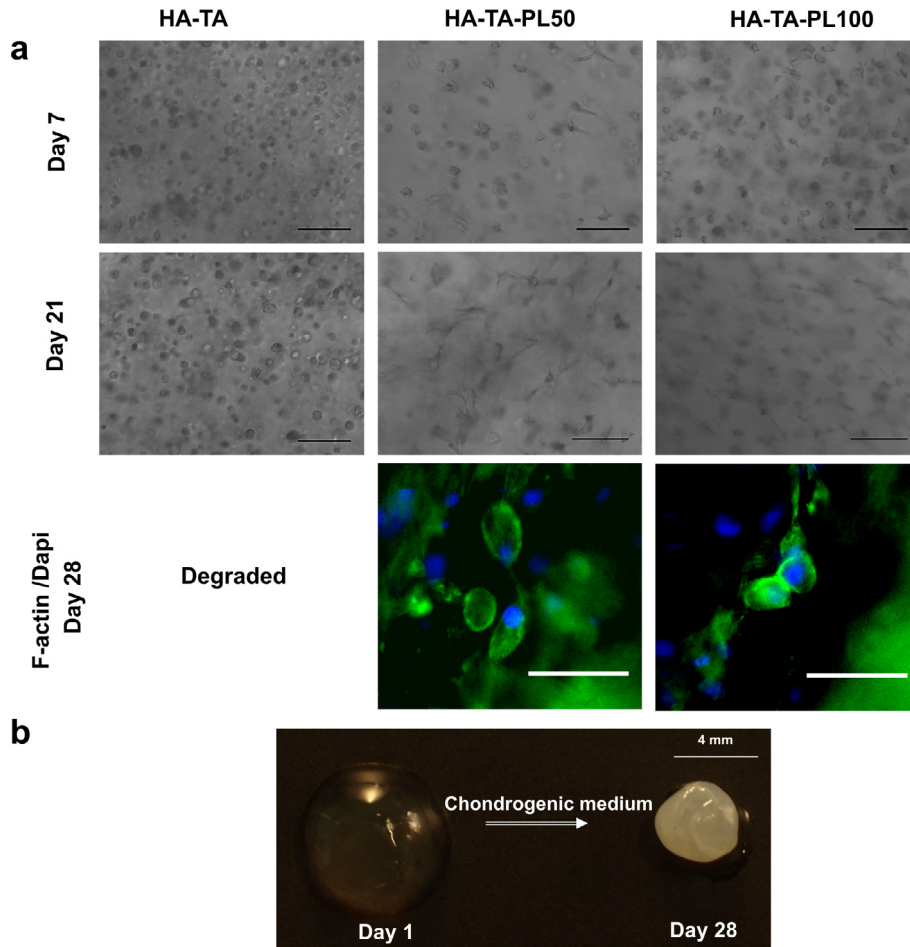 HA-TA
HA-TA-PL50
HA-TA-PL100
a
Day 7
Day 21
F-actin /Dapi
Day 28
Degraded
b
4 mm
Chondrogenic medium
Day 1
Day 28